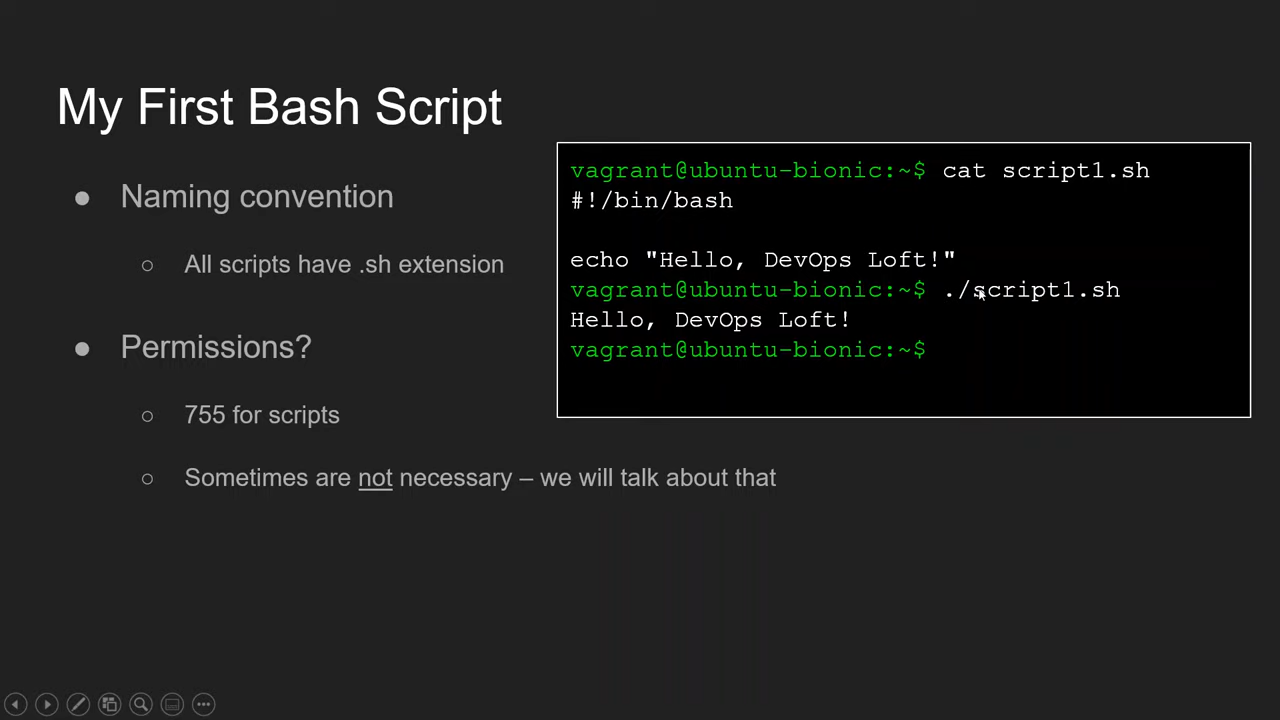 My First Bash Script
● Naming convention
○ All scripts have .sh extension
● Permissions?
○ 755 for scripts
○ Sometimes are not necessary – we will talk about that
vagrant@ubuntu-bionic:~$ cat script1.sh
#!/bin/bash
echo "Hello, DevOps Loft!"
vagrant@ubuntu-bionic:~$ ./script1.sh
Hello, DevOps Loft!
vagrant@ubuntu-bionic:~$